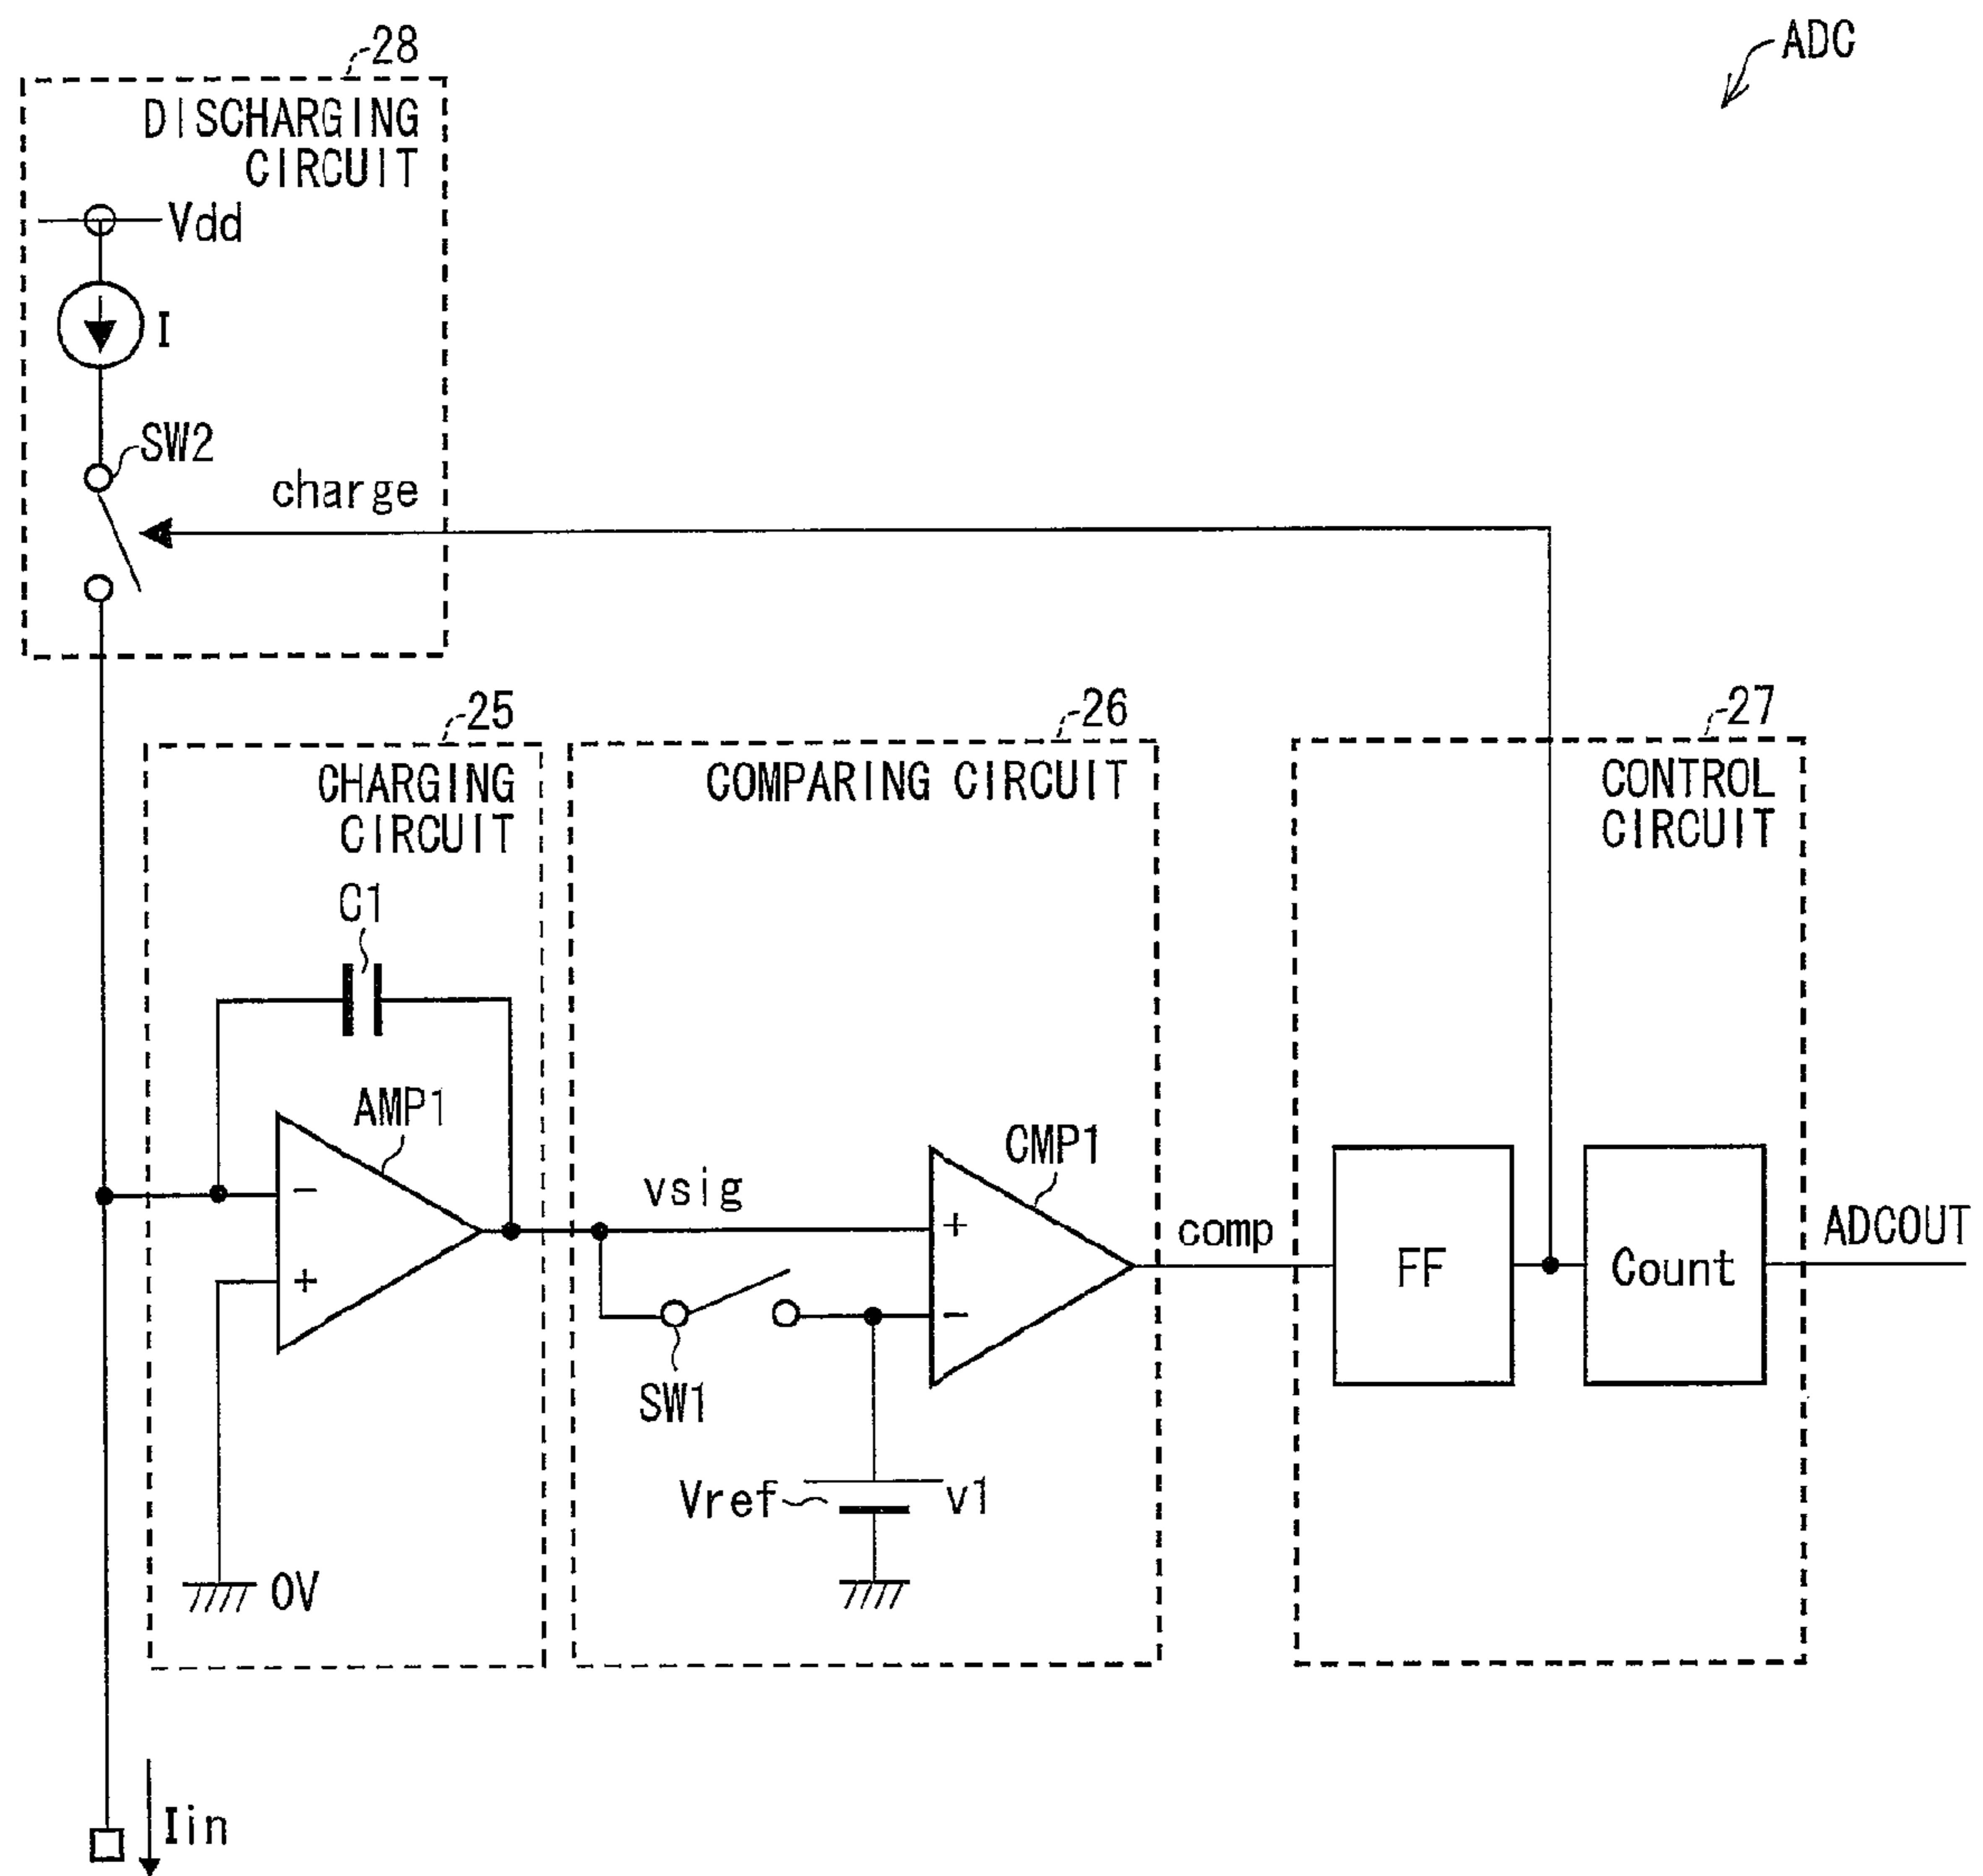 ADC
28
DISCHARGING
CIRCUIT
Vdd
I
SW2
charge
25
CHARGING
CIRCUIT
C1
AMP1
-
+
0V
26
COMPARING CIRCUIT
vsig
CMP1
+
-
SW1
Vref
v1
comp
27
CONTROL
CIRCUIT
FF
Count
ADCOUT
Iin